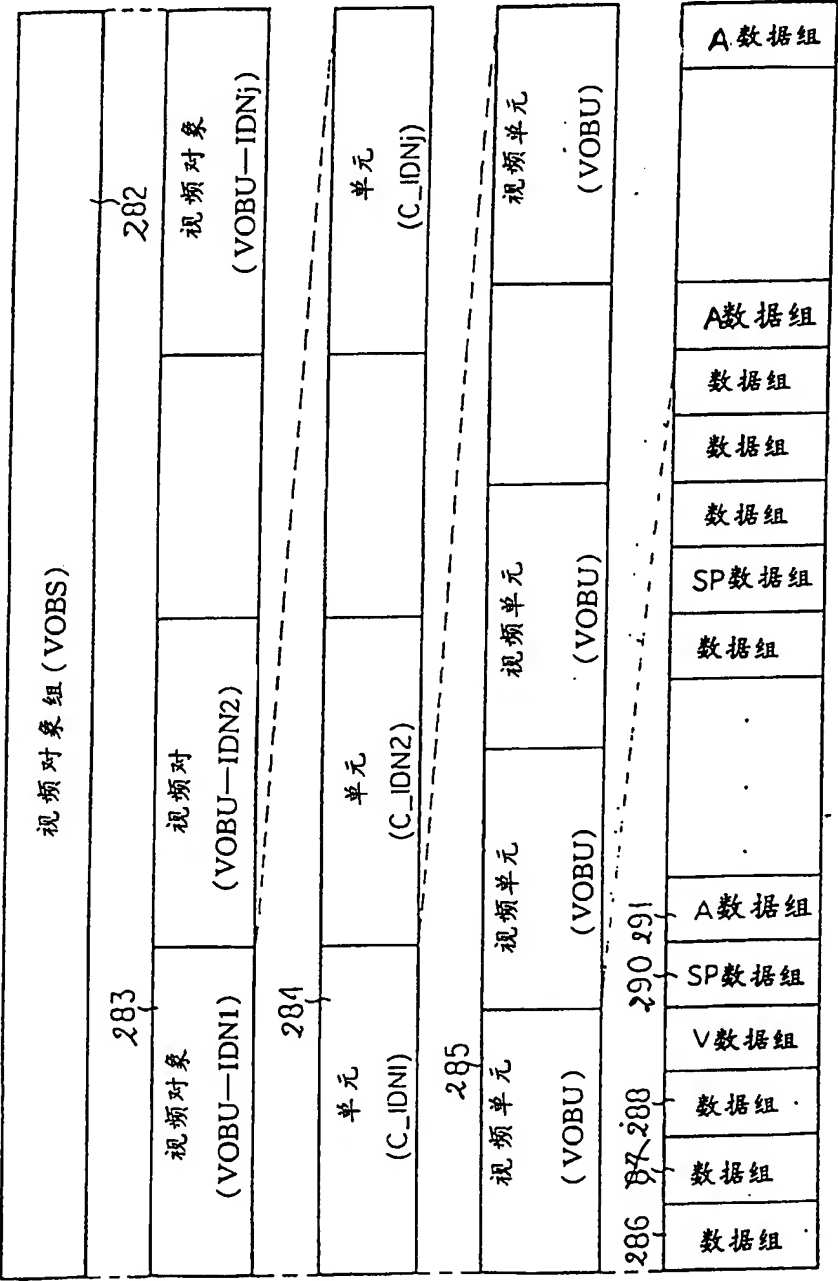 视频对象组(VOBS)
282
283
视频对象
(VOBU—IDN1)
视频对
(VOBU—IDN2)
视频对象
(VOBU—IDNj)
284
单元
(C_IDN1)
单元
(C_IDN2)
单元
(C_IDNj)
285
视频单元
(VOBU)
视频单元
(VOBU)
视频单元
(VOBU)
视频单元
(VOBU)
286
288
290
291
数据组
数据组
数据组
V数据组
SP数据组
A数据组
数据组
SP数据组
数据组
数据组
数据组
A数据组
A数据组